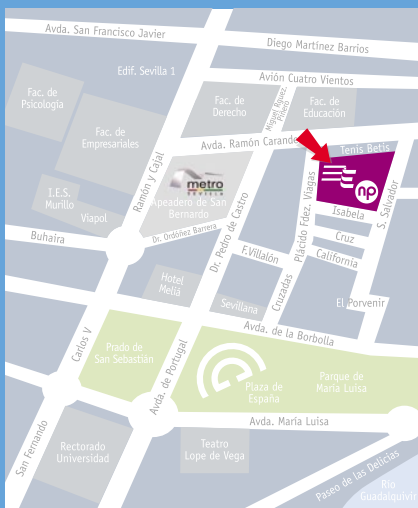 Avda. San Francisco Javier
Diego Martínez Barrios
Edif. Sevilla 1
Avión Cuatro Vientos
Fac. de
Psicología
Fac. de
Derecho
Miguel Rguez.
Piñero
Fac. de
Educación
Fac. de
Empresariales
Avda. Ramón Carande
Tenis Betis
Ramón y Cajal
metro
SEVILLA
np
I.E.S.
Murillo
Viapol
Apeadero de San
Bernardo
Plácido Fdez. Viagas
Isabela
S. Salvador
Buhaira
Dr. Ordóñez Barrera
Dr. Pedro de Castro
F.Villalón
Cruz
California
Hotel
Meliá
Sevillana
Cruzadas
El Porvenir
Carlos V
Avda. de la Borbolla
Prado de
San Sebastián
Avda. de Portugal
Plaza de
España
Parque de
María Luisa
Avda. María Luisa
San Fernando
Rectorado
Universidad
Teatro
Lope de Vega
Paseo de las Delicias
Río
Guadalquivir